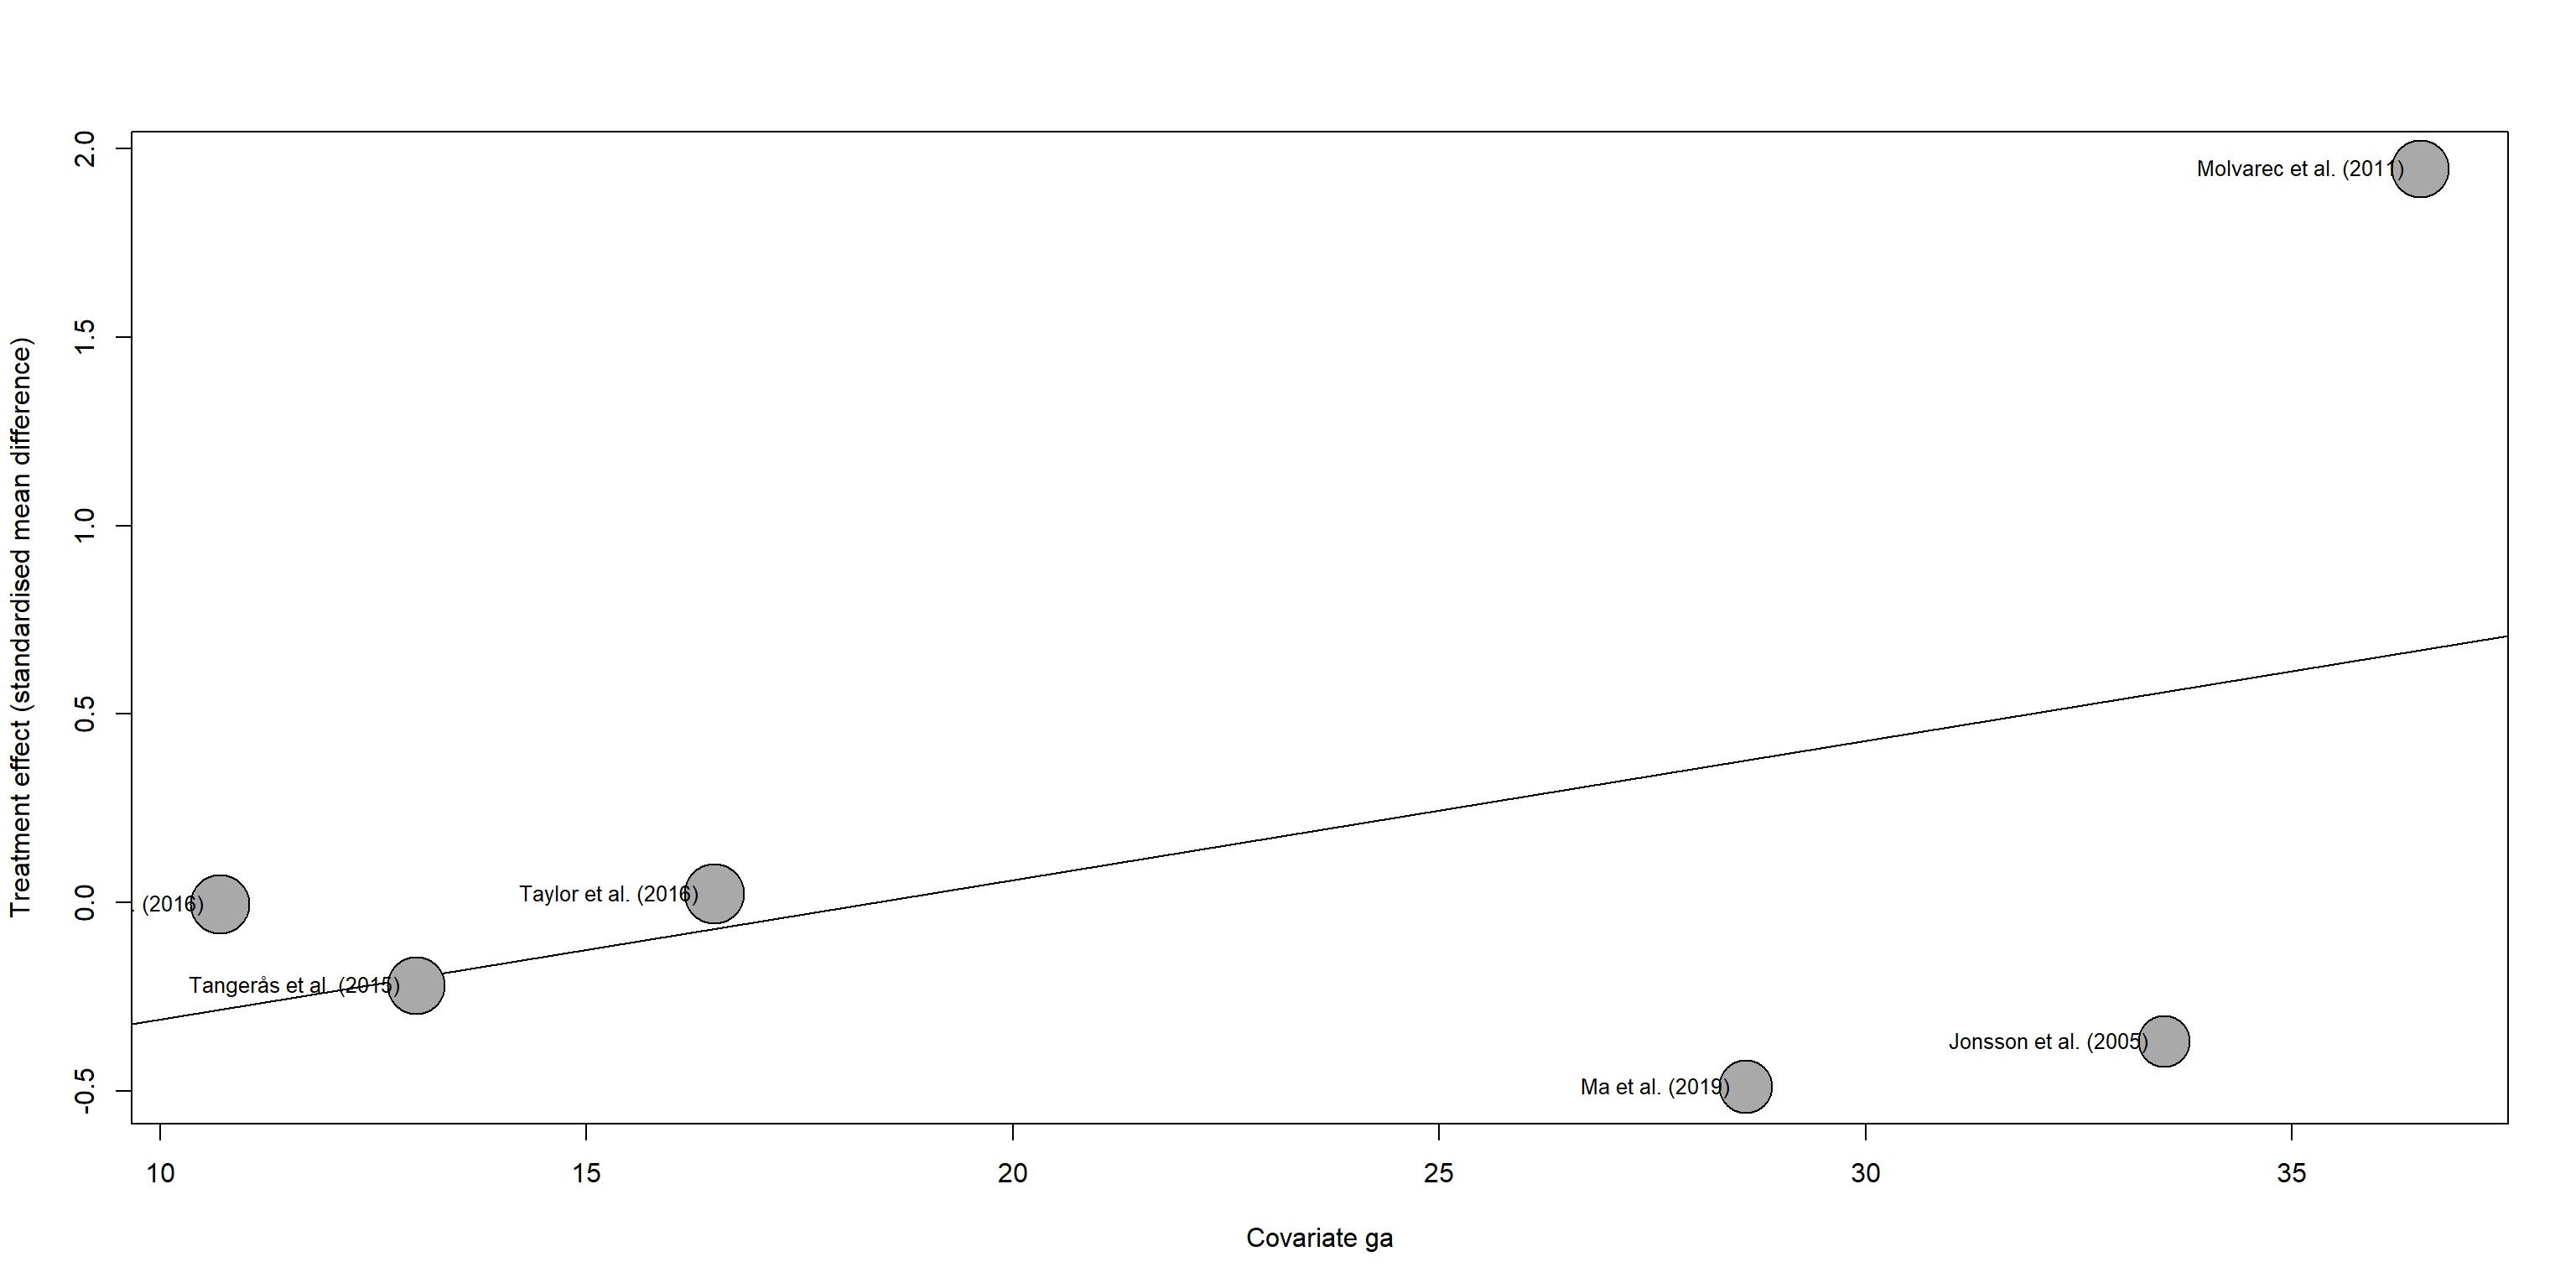 Treatment effect (standardised mean difference)
2.0
1.5
1.0
0.5
0.0
-0.5
Molvarec et al. (2011)
. (2016)
Taylor et al. (2016)
Tangerås et al. (2015)
Jonsson et al. (2005)
Ma et al. (2019)
10 15 20 25 30 35
Covariate ga